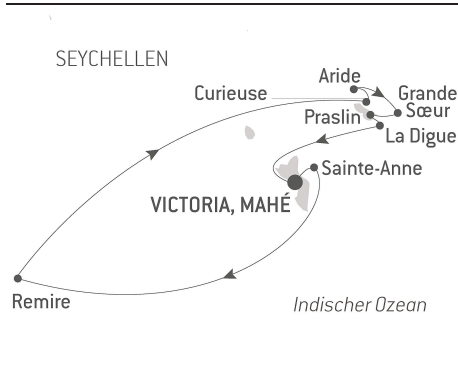 SEYCHELLEN
Aride
Curieuse
Grande
Sœur
Praslin
La Digue
Sainte-Anne
VICTORIA, MAHÉ
Remire
Indischer Ozean